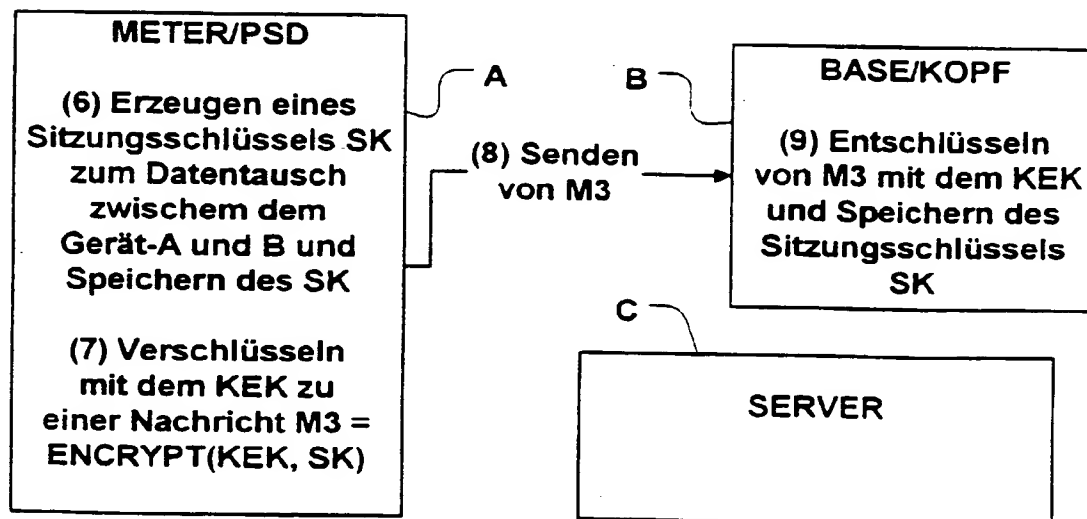 METER/PSD
(6) Erzeugen eines
Sitzungsschlüssels SK
zum Datentausch
zwischem dem
Gerät-A und B und
Speichern des SK
(7) Verschlüsseln
mit dem KEK zu
einer Nachricht M3 =
ENCRYPT(KEK, SK)
A
(8) Senden
von M3
B
BASE/KOPF
(9) Entschlüsseln
von M3 mit dem KEK
und Speichern des
Sitzungsschlüssels
SK
C
SERVER